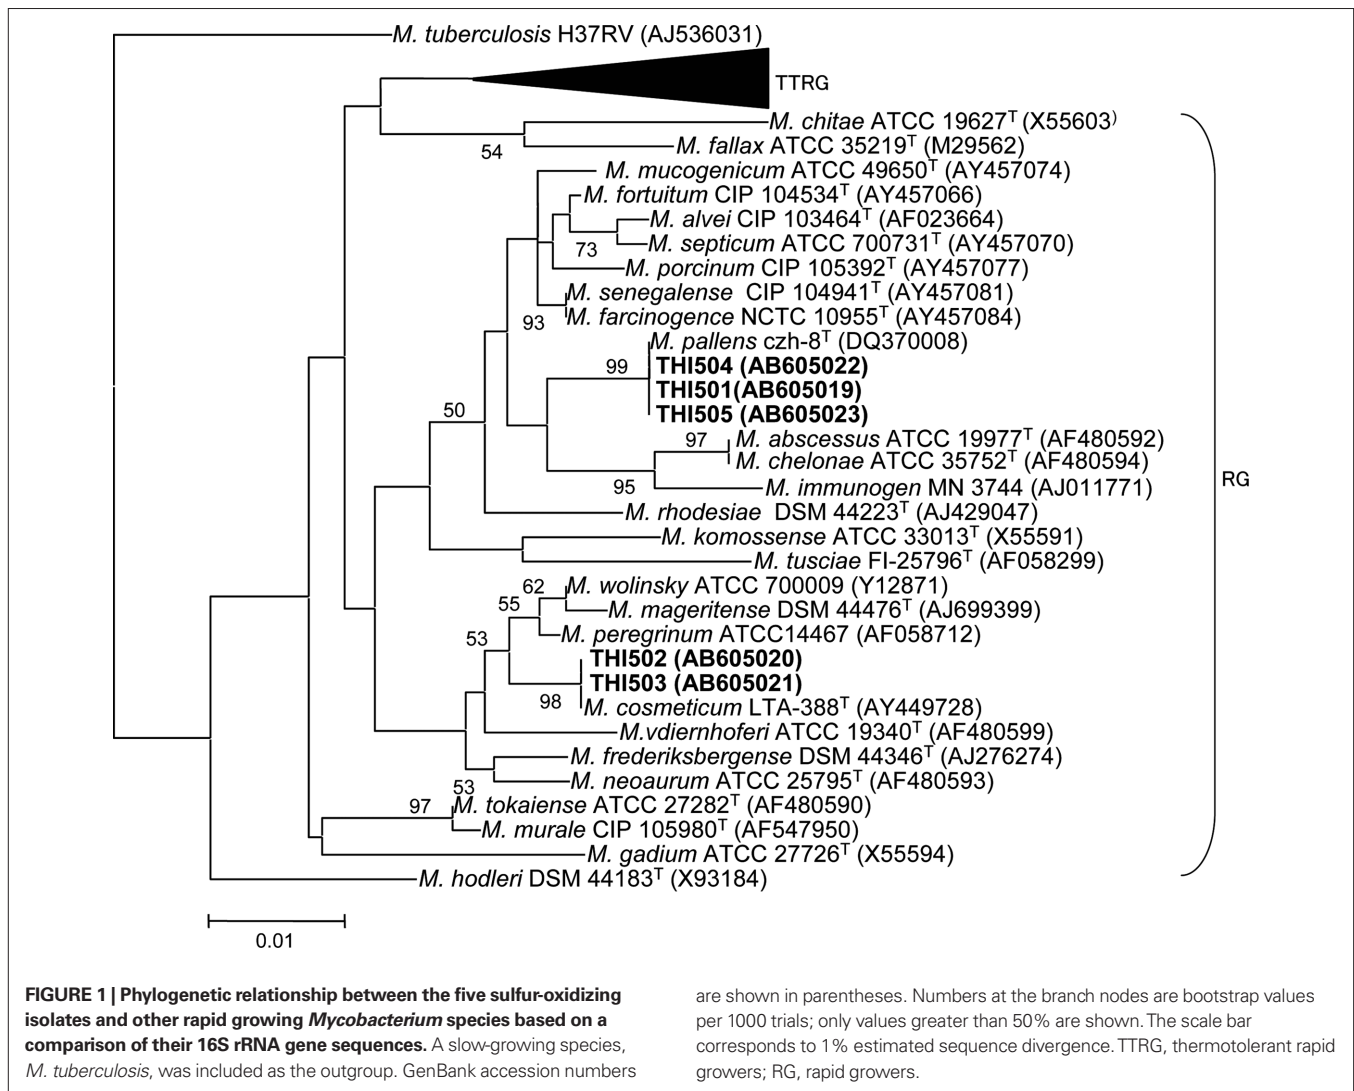 M. tuberculosis H37RV (AJ536031)
TTRG
M. chitae ATCC 19627T (X55603)
54
M. fallax ATCC 35219T (M29562)
M. mucogenicum ATCC 49650T (AY457074)
M. fortuitum CIP 104534T (AY457066)
M. alvei CIP 103464T (AF023664)
73
M. septicum ATCC 700731T (AY457070)
M. porcinum CIP 105392T (AY457077)
M. senegalense CIP 104941T (AY457081)
93
M. farcinogence NCTC 10955T (AY457084)
M. pallens czh-8T (DQ370008)
99
THI504 (AB605022)
THI501(AB605019)
50
THI505 (AB605023)
97
M. abscessus ATCC 19977T (AF480592)
M. chelonae ATCC 35752T (AF480594)
RG
95
M. immunogen MN 3744 (AJ011771)
M. rhodesiae DSM 44223T (AJ429047)
M. komossense ATCC 33013T (X55591)
M. tusciae FI-25796T (AF058299)
62
M. wolinsky ATCC 700009 (Y12871)
55
M. mageritense DSM 44476T (AJ699399)
53
M. peregrinum ATCC14467 (AF058712)
THI502 (AB605020)
THI503 (AB605021)
98
M. cosmeticum LTA-388T (AY449728)
M.vdiernhoferi ATCC 19340T (AF480599)
M. frederiksbergense DSM 44346T (AJ276274)
M. neoaurum ATCC 25795T (AF480593)
53
97
M. tokaiense ATCC 27282T (AF480590)
M. murale CIP 105980T (AF547950)
M. gadium ATCC 27726T (X55594)
M. hodleri DSM 44183T (X93184)
0.01
FIGURE 1 | Phylogenetic relationship between the five sulfur-oxidizing
isolates and other rapid growing Mycobacterium species based on a
comparison of their 16S rRNA gene sequences. A slow-growing species,
M. tuberculosis, was included as the outgroup. GenBank accession numbers
are shown in parentheses. Numbers at the branch nodes are bootstrap values
per 1000 trials; only values greater than 50% are shown. The scale bar
corresponds to 1% estimated sequence divergence. TTRG, thermotolerant rapid
growers; RG, rapid growers.